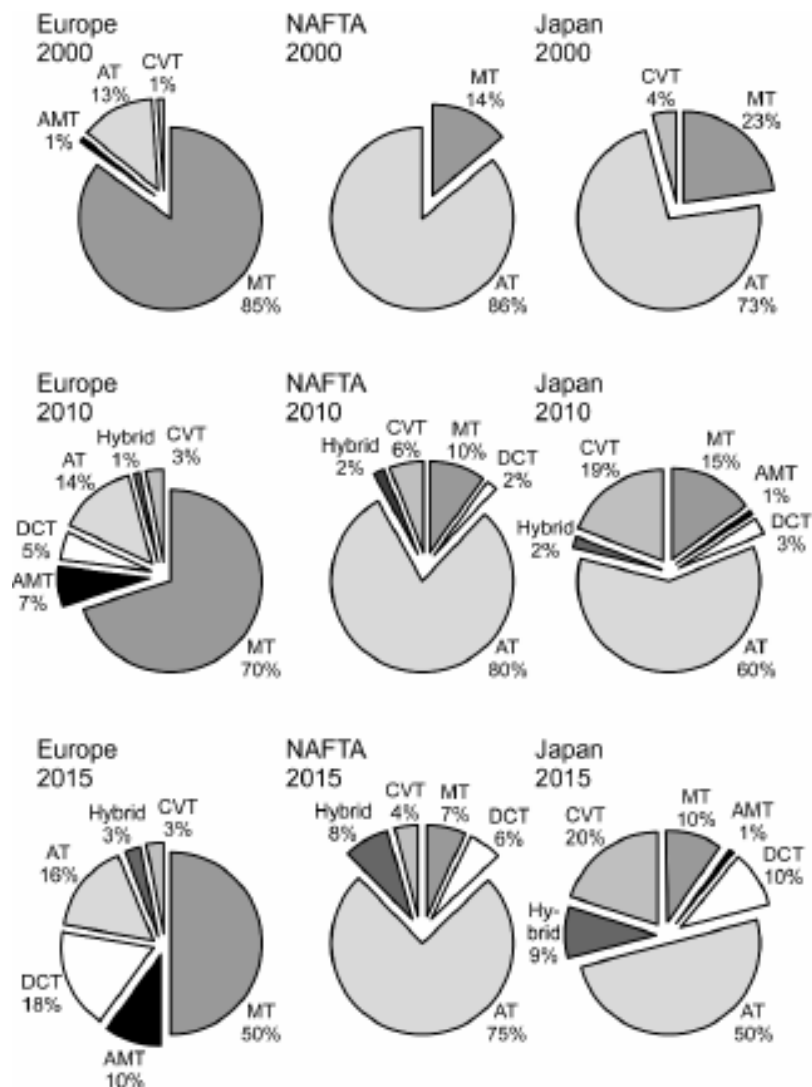 Europe
2000
CVT
1%
AT
13%
AMT
1%
MT
85%
NAFTA
2000
MT
14%
AT
86%
Japan
2000
CVT
4%
MT
23%
AT
73%
Europe
2010
Hybrid
1%
CVT
3%
AT
14%
DCT
5%
AMT
7%
MT
70%
NAFTA
2010
Hybrid
2%
CVT
6%
MT
10%
DCT
2%
AT
80%
Japan
2010
CVT
19%
MT
15%
AMT
1%
DCT
3%
Hybrid
2%
AT
60%
Europe
2015
Hybrid
3%
CVT
3%
AT
16%
DCT
18%
AMT
10%
MT
50%
NAFTA
2015
Hybrid
8%
CVT
4%
MT
7%
DCT
6%
AT
75%
Japan
2015
CVT
20%
MT
10%
AMT
1%
DCT
10%
Hy-
brid
9%
AT
50%